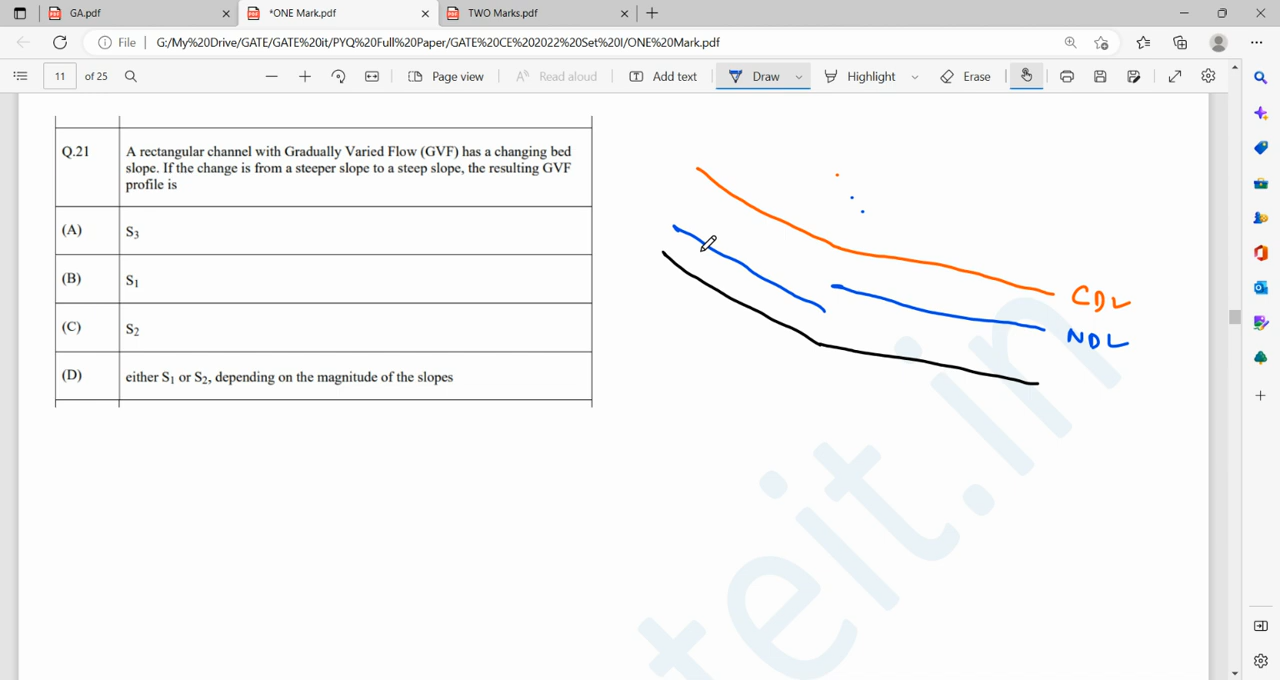 GA.pdf
*ONE Mark.pdf
TWO Marks.pdf
File
G:/My%20Drive/GATE/GATE%20it/PYQ%20Full%20Paper/GATE%20CE%202022%20Set%20I/ONE%20Mark.pdf
11 of 25
Page view
Read aloud
Add text
Draw
Highlight
Erase
Q.21
A rectangular channel with Gradually Varied Flow (GVF) has a changing bed
slope. If the change is from a steeper slope to a steep slope, the resulting GVF
profile is
(A) S3
(B) S1
(C) S2
(D) either S1 or S2, depending on the magnitude of the slopes
CDL
NDL
teit.in